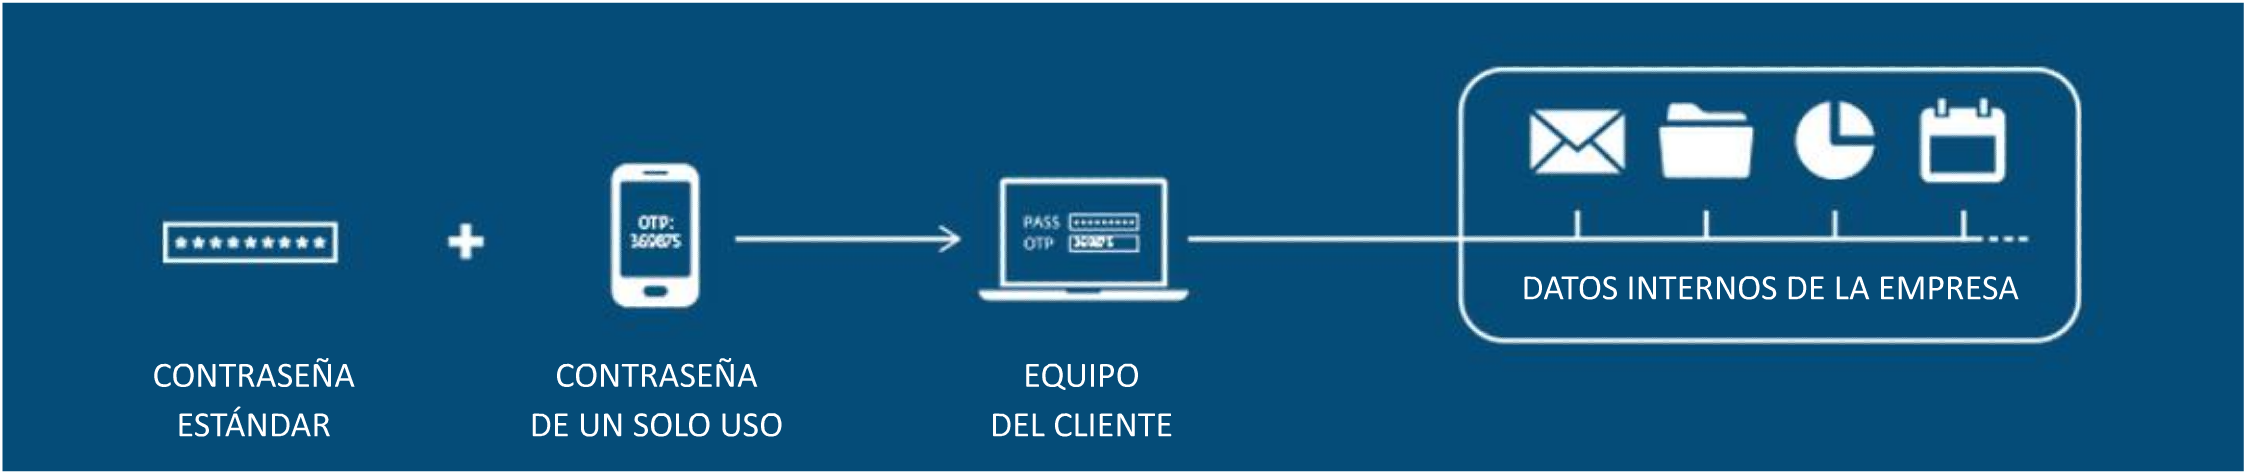 *********
OTP:
369875
PASS *********
OTP
DATOS INTERNOS DE LA EMPRESA
CONTRASEÑA
ESTÁNDAR
CONTRASEÑA
DE UN SOLO USO
EQUIPO
DEL CLIENTE